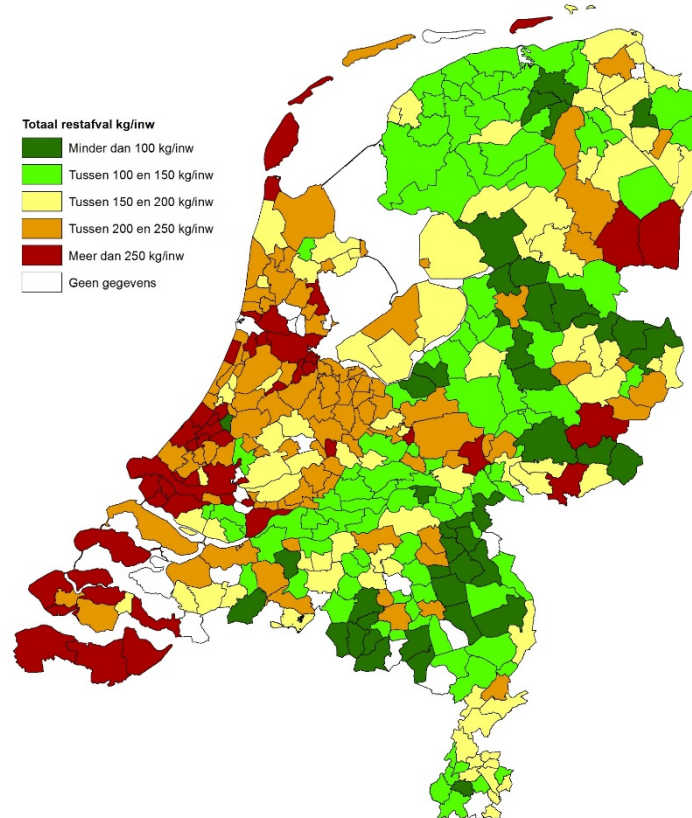 Totaal restafval kg/inw
Minder dan 100 kg/inw
Tussen 100 en 150 kg/inw
Tussen 150 en 200 kg/inw
Tussen 200 en 250 kg/inw
Meer dan 250 kg/inw
Geen gegevens